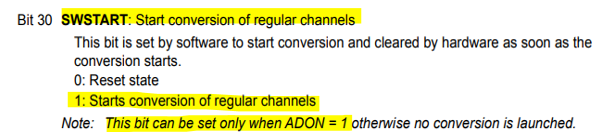 Bit 30 SWSTART: Start conversion of regular channels
This bit is set by software to start conversion and cleared by hardware as soon as the
conversion starts.
0: Reset state
1: Starts conversion of regular channels
Note: This bit can be set only when ADON = 1 otherwise no conversion is launched.